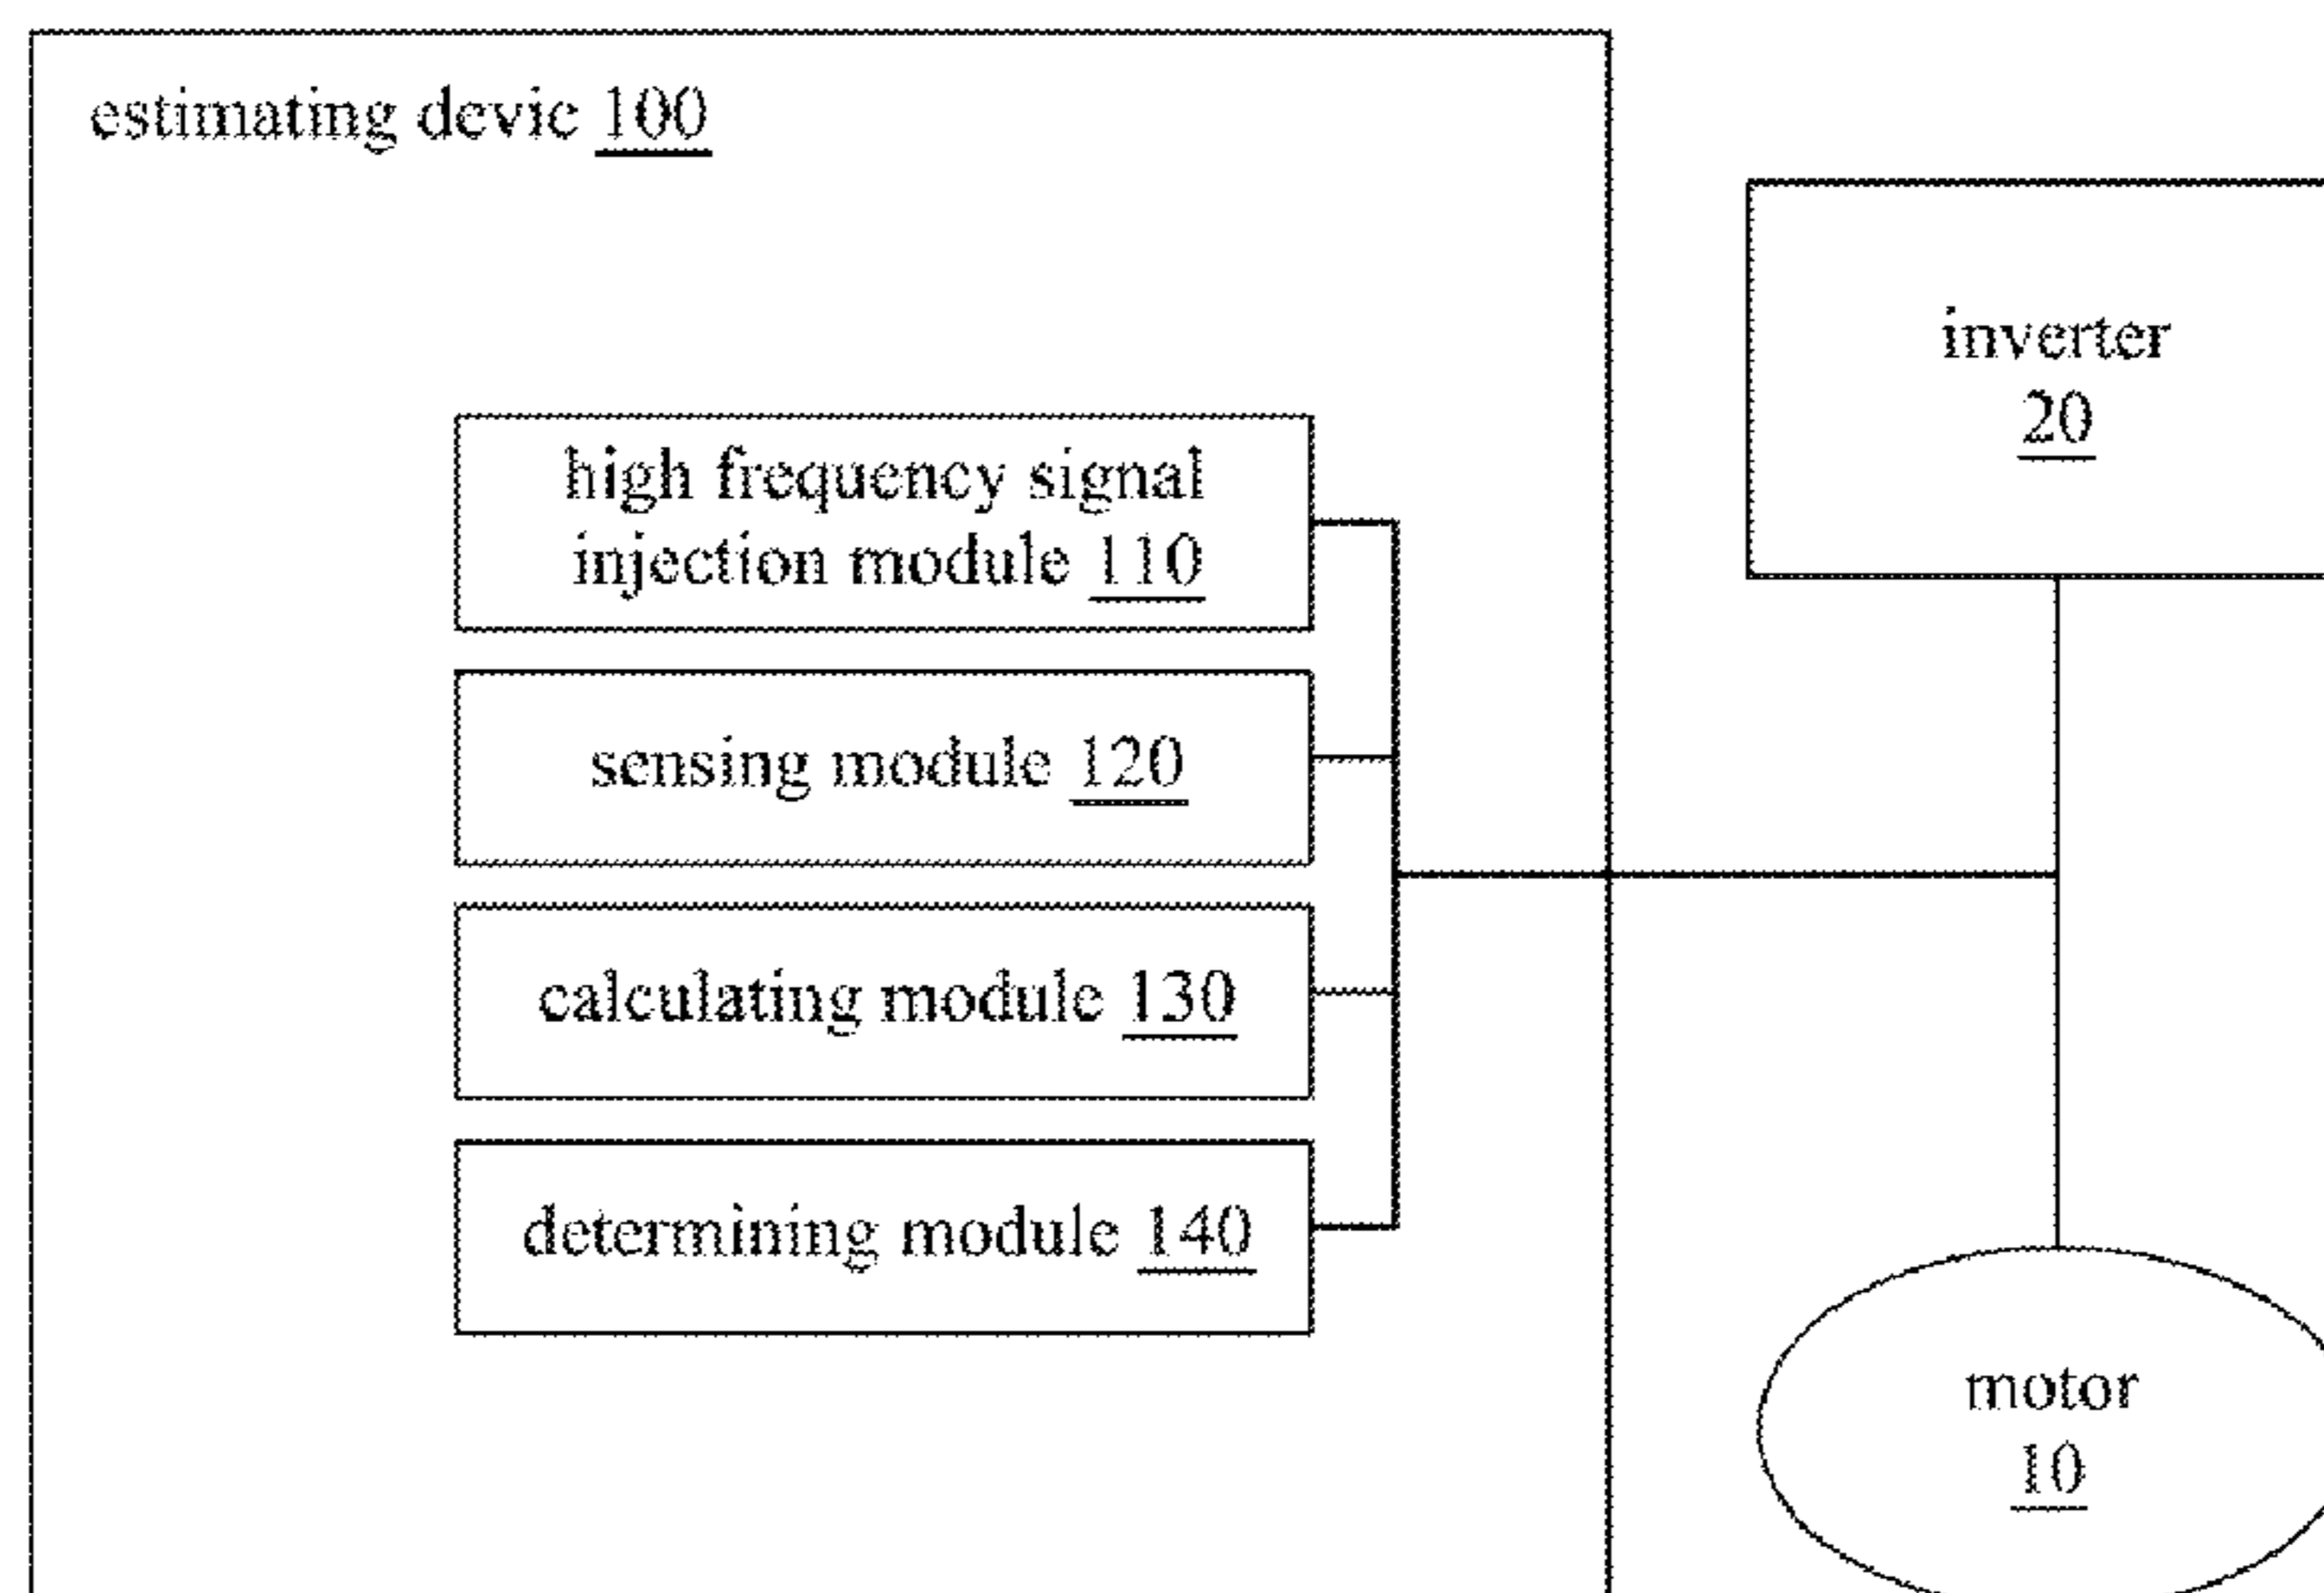 estimating devic 100
inverter
20
high frequency signal
injection module 110
sensing module 120
calculating module 130
determining module 140
motor
10